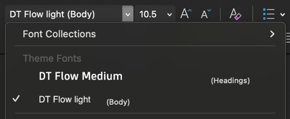 DT Flow light (Body) 10.5 A A A
Font Collections
Theme Fonts
DT Flow Medium (Headings)
DT Flow light (Body)